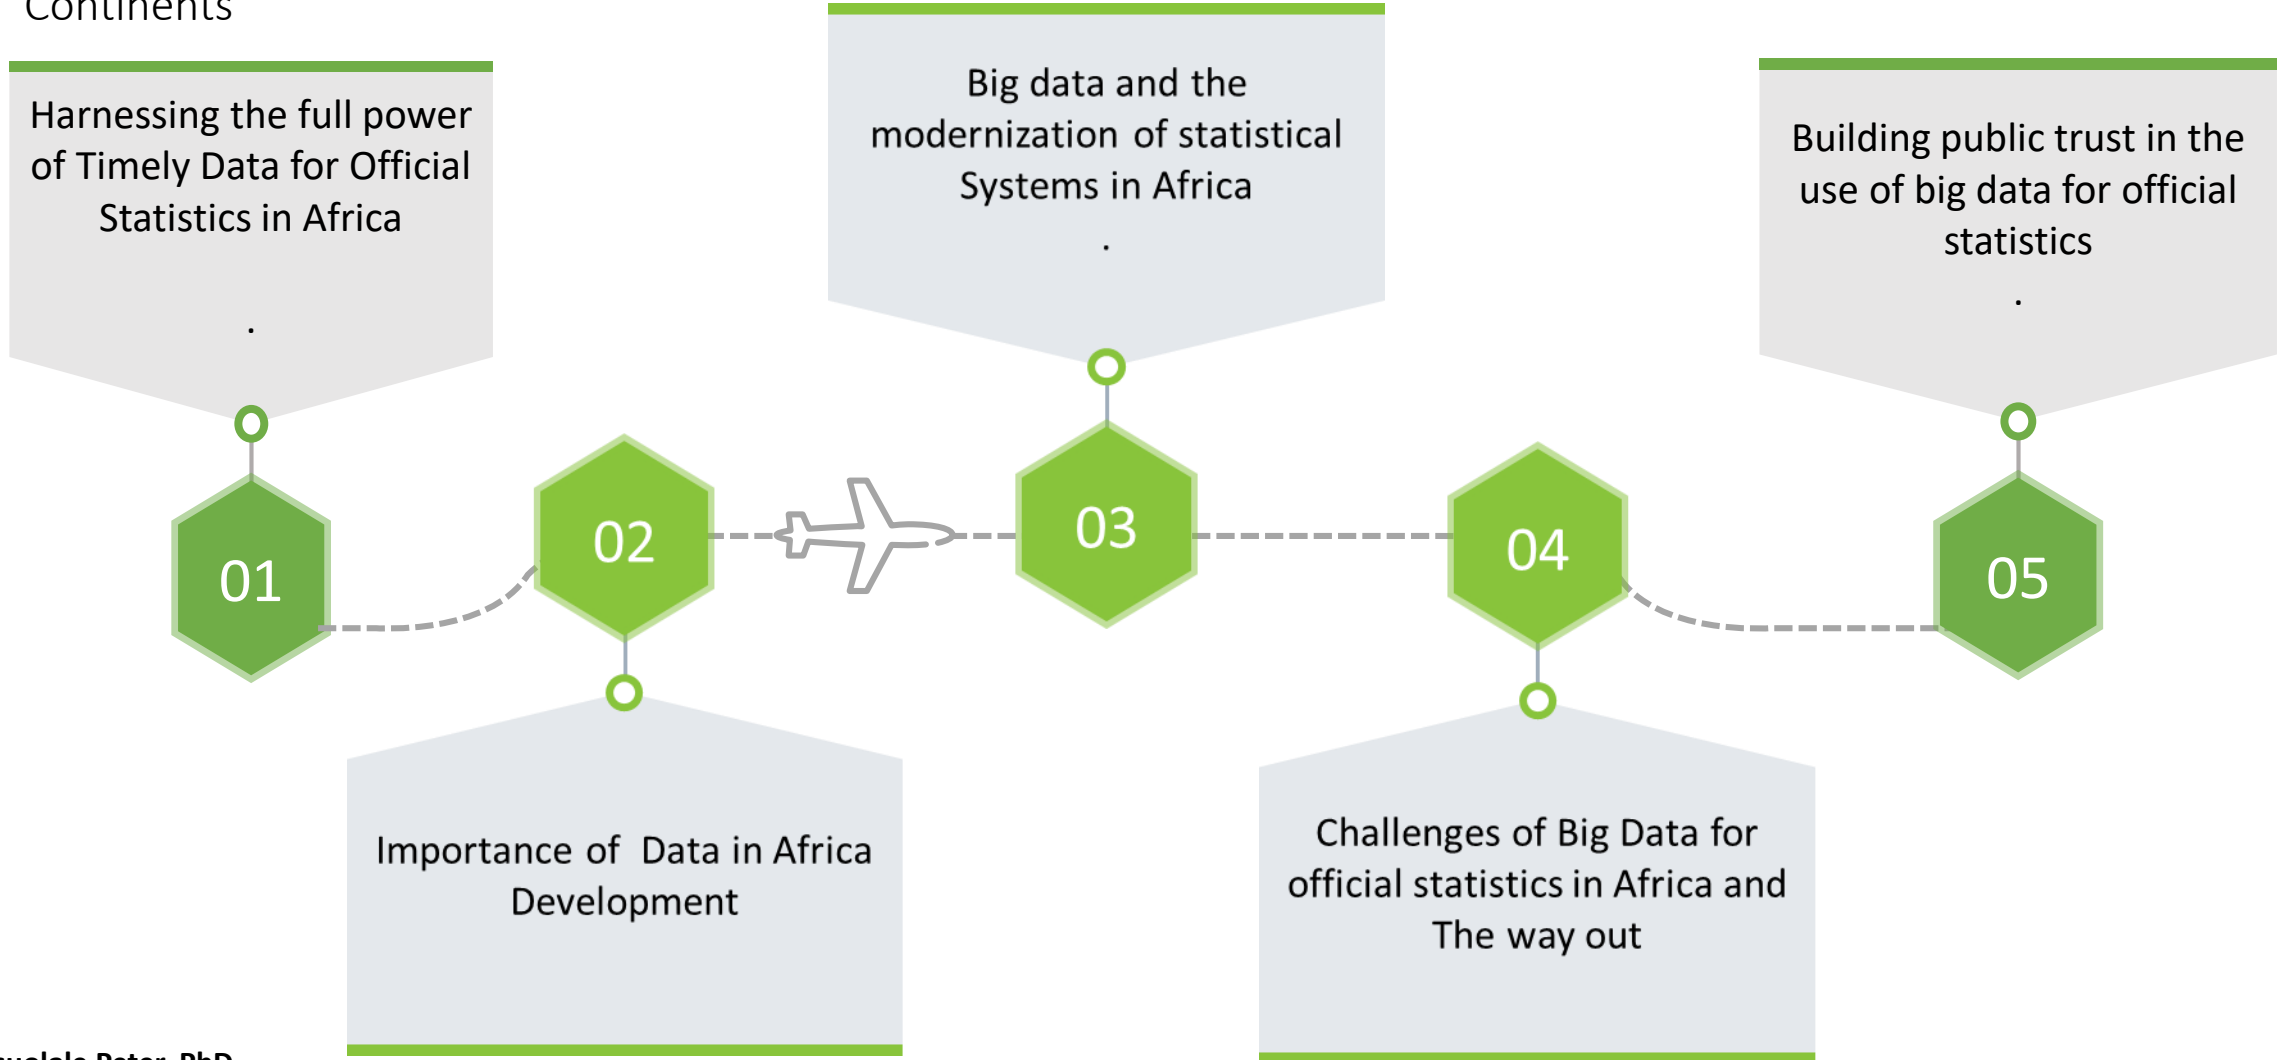 Continents
Harnessing the full power
of Timely Data for Official
Statistics in Africa
.
01
02
Importance of  Data in Africa
Development
Big data and the
modernization of statistical
Systems in Africa
.
03
04
Challenges of Big Data for
official statistics in Africa and
The way out
Building public trust in the
use of big data for official
statistics
.
05
Peter, PhD